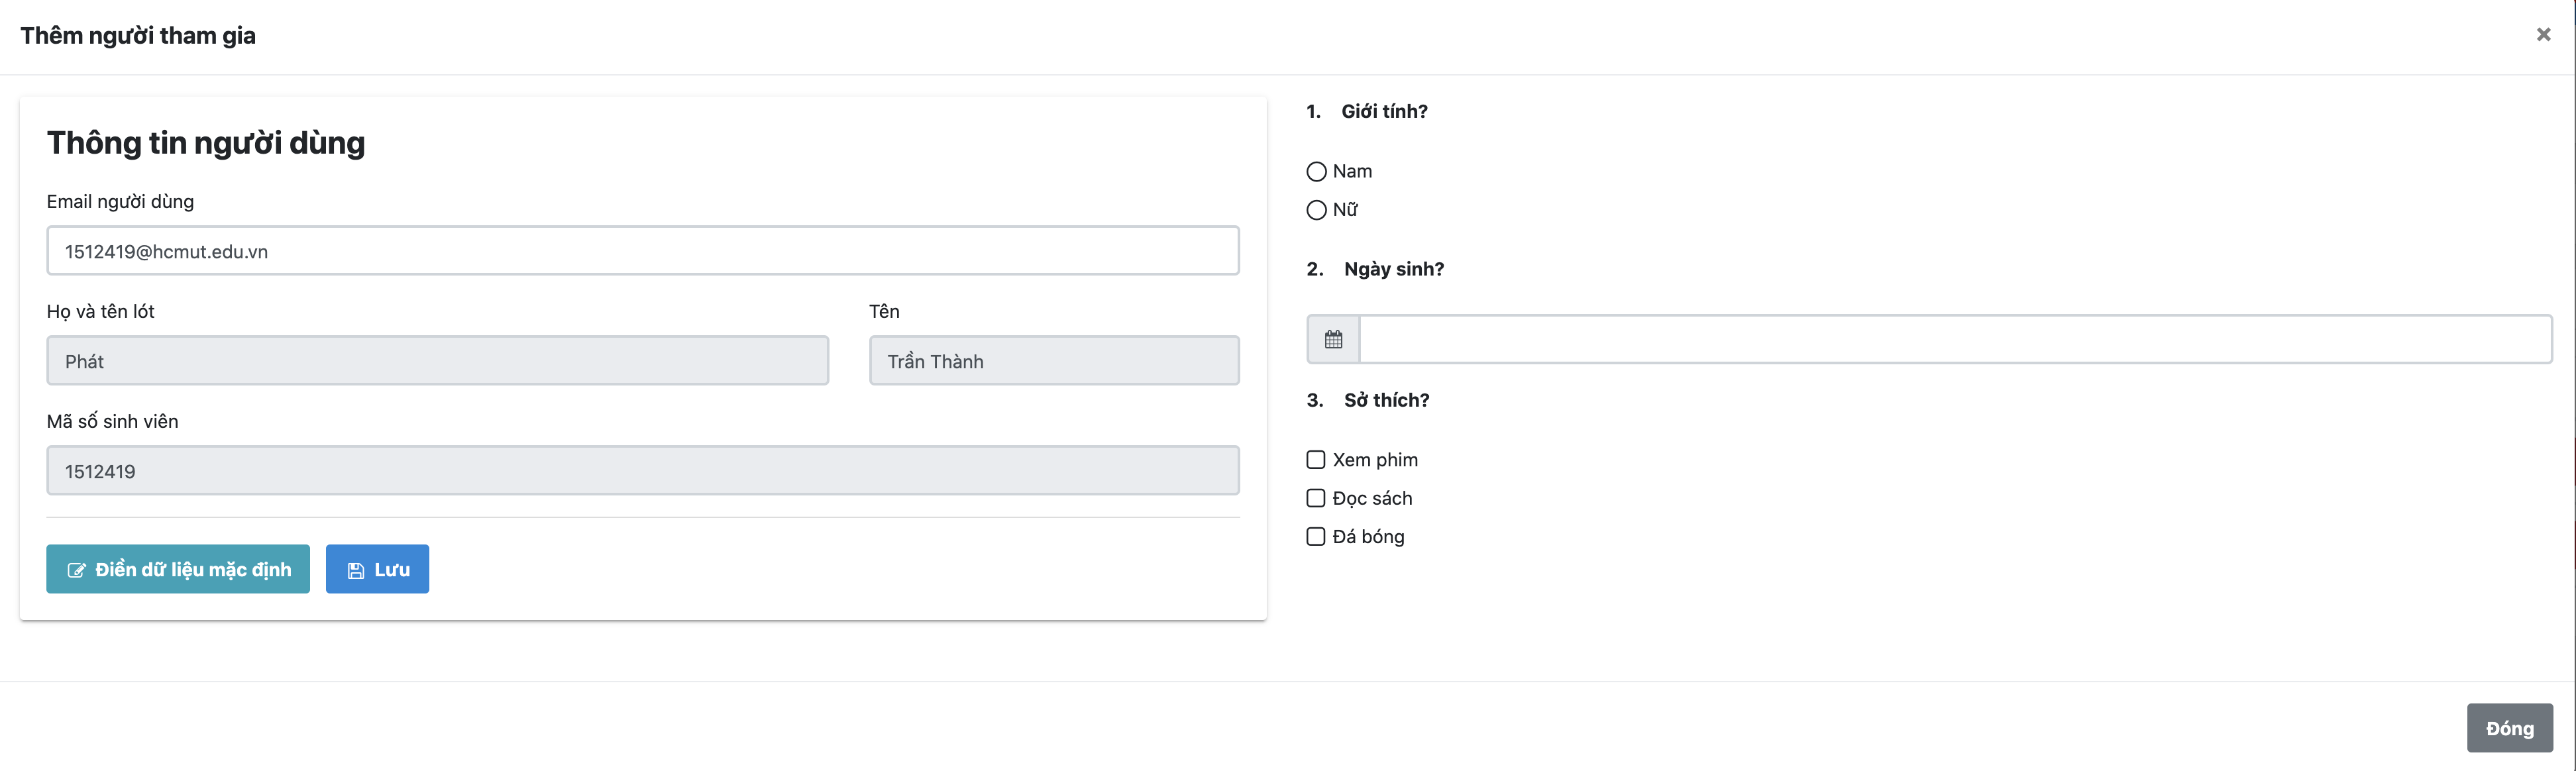 Thêm người tham gia
×
Thông tin người dùng
Email người dùng
1512419@hcmut.edu.vn
Họ và tên lót
Tên
Phát
Trần Thành
Mã số sinh viên
1512419
Điền dữ liệu mặc định
Lưu
1. Giới tính?
Nam
Nữ
2. Ngày sinh?
3. Sở thích?
Xem phim
Đọc sách
Đá bóng
Đóng